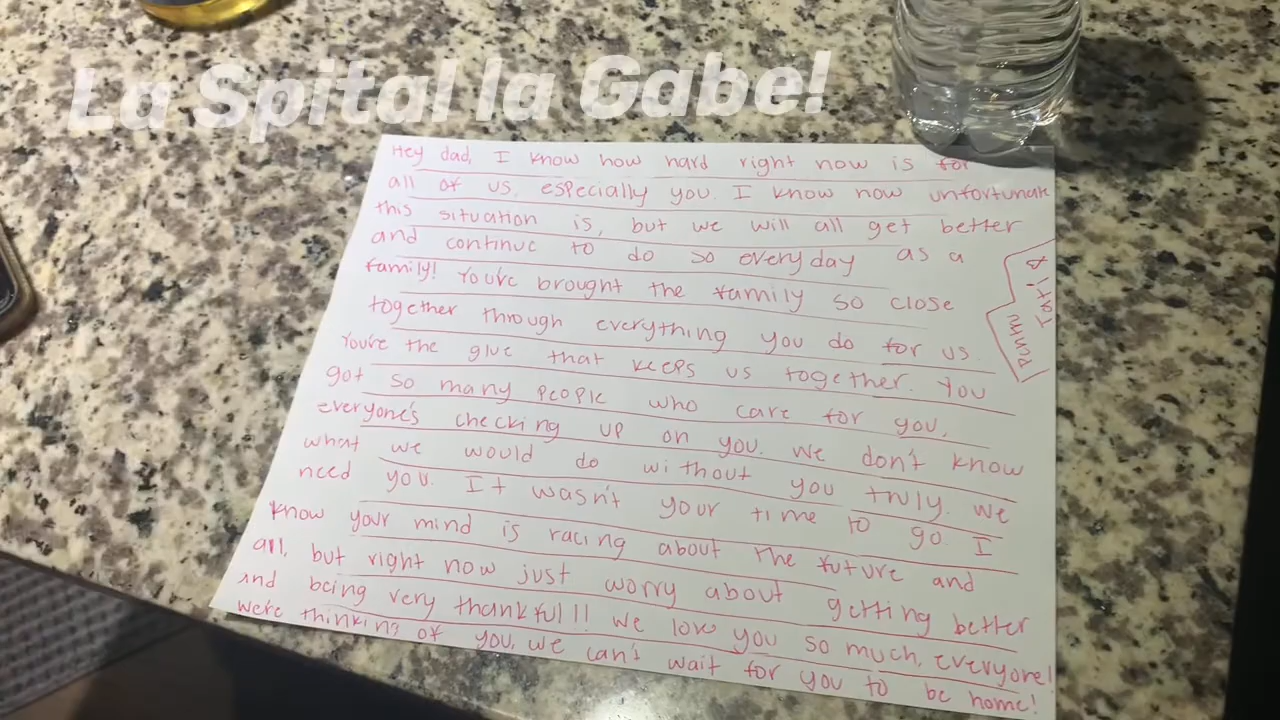 La Spital la Gabe!
Hey dad, I know how hard right now is for
all of us, especially you. I know how unfortunate
this situation is, but we will all get better
and continue to do so everyday as a
family! You've brought the family so close
together through everything you do for us.
You're the glue that keeps us together. You
got so many people who care for you,
everyone's checking up on you. We don't know
what we would do without you truly. We
need you. It wasn't your time to go. I
know your mind is racing about the future and
all, but right now just worry about getting better
and being very thankful!! We love you so much, everyone!
We're thinking of you, we can't wait for you to be home!